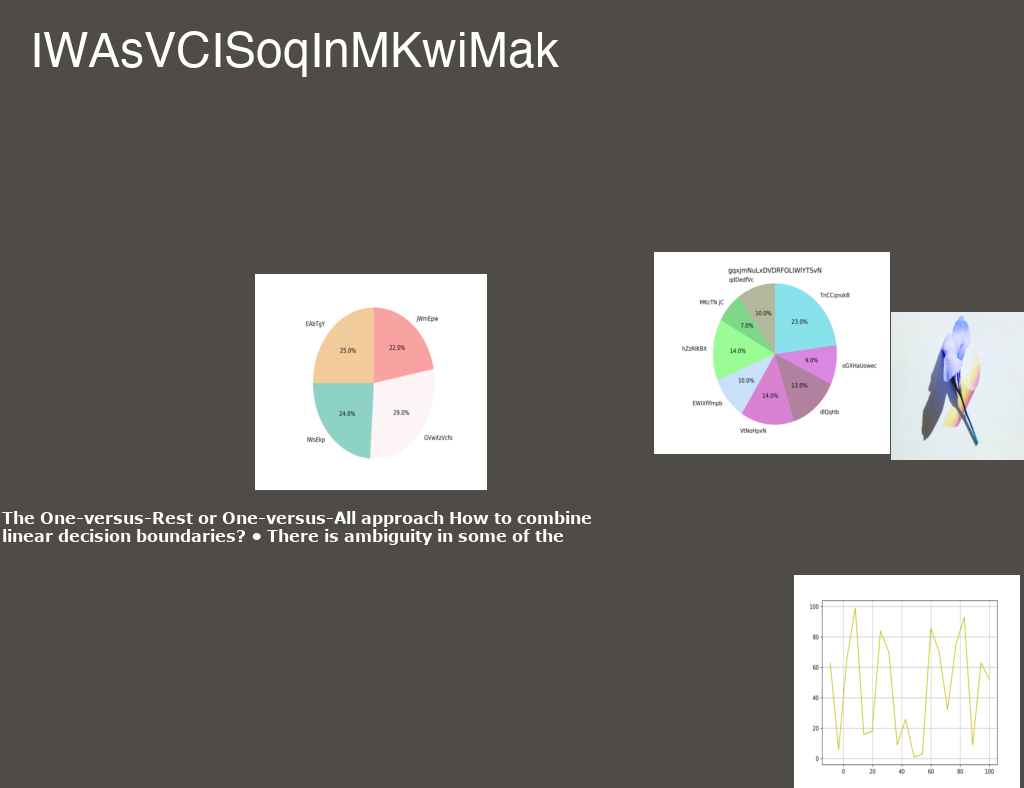 IWAsVCISoqInMKwiMak
gqxjmNuLxDVDRFOLIWIYTSvN
qdDedfVc
TnCCqnokB
MKcTN jC
10.0%
23.0%
7.0%
hZzRIKBX
14.0%
9.0%
oGXHaUowec
10.0%
13.0%
14.0%
EWIXfffmpb
dIQqHb
VtNoHpxN
jWmEpw
EAbTgY
25.0%
22.0%
24.0%
29.0%
IWsEkp
GVwXzVcfo
The One-versus-Rest or One-versus-All approach How to combine
linear decision boundaries? ● There is ambiguity in some of the
100
80
60
40
20
0
0 20 40 60 80 100